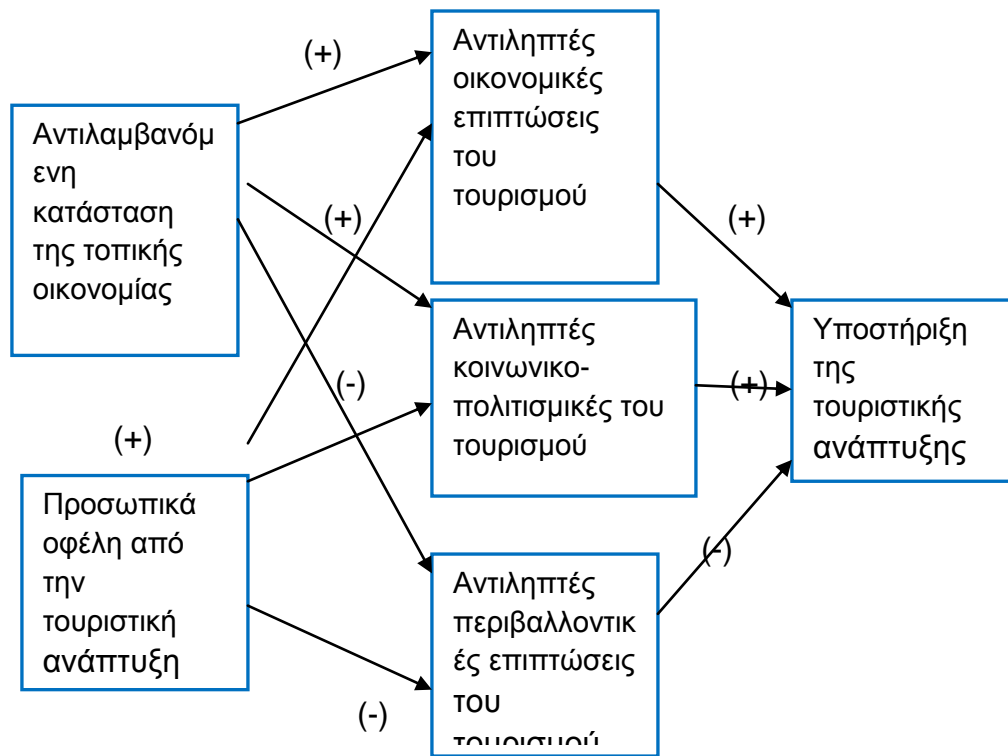 (+)
Αντιλαμβανόμ
ενη
κατάσταση
της τοπικής
οικονομίας
Αντιληπτές
οικονομικές
επιπτώσεις
του
τουρισμού
(+)
(+)
Αντιληπτές
κοινωνικο-
πολιτισμικές του
τουρισμού
(+)
Υποστήριξη
της
τουριστικής
ανάπτυξης
(-)
(+)
Προσωπικά
οφέλη από
την
τουριστική
ανάπτυξη
(-)
Αντιληπτές
περιβαλλοντικ
ές επιπτώσεις
του
τουρισμού
(-)